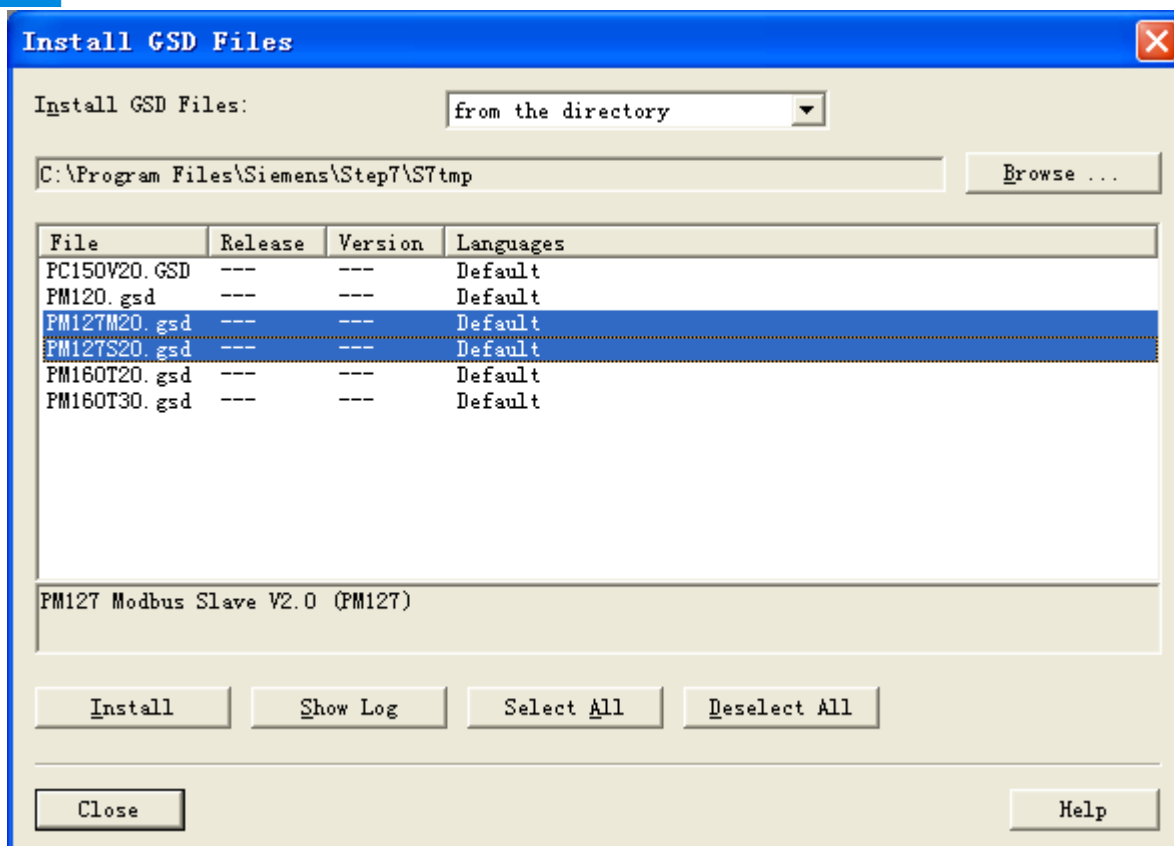 Install GSD Files
Install GSD Files: from the directory
C:\Program Files\Siemens\Step7\S7tmp Browse ...
File Release Version Languages
PC150V20.GSD --- --- Default
PM120.gsd --- --- Default
PM127M20.gsd --- --- Default
PM127S20.gsd --- --- Default
PM160T20.gsd --- --- Default
PM160T30.gsd --- --- Default
PM127 Modbus Slave V2.0 (PM127)
Install Show Log Select All Deselect All
Close Help